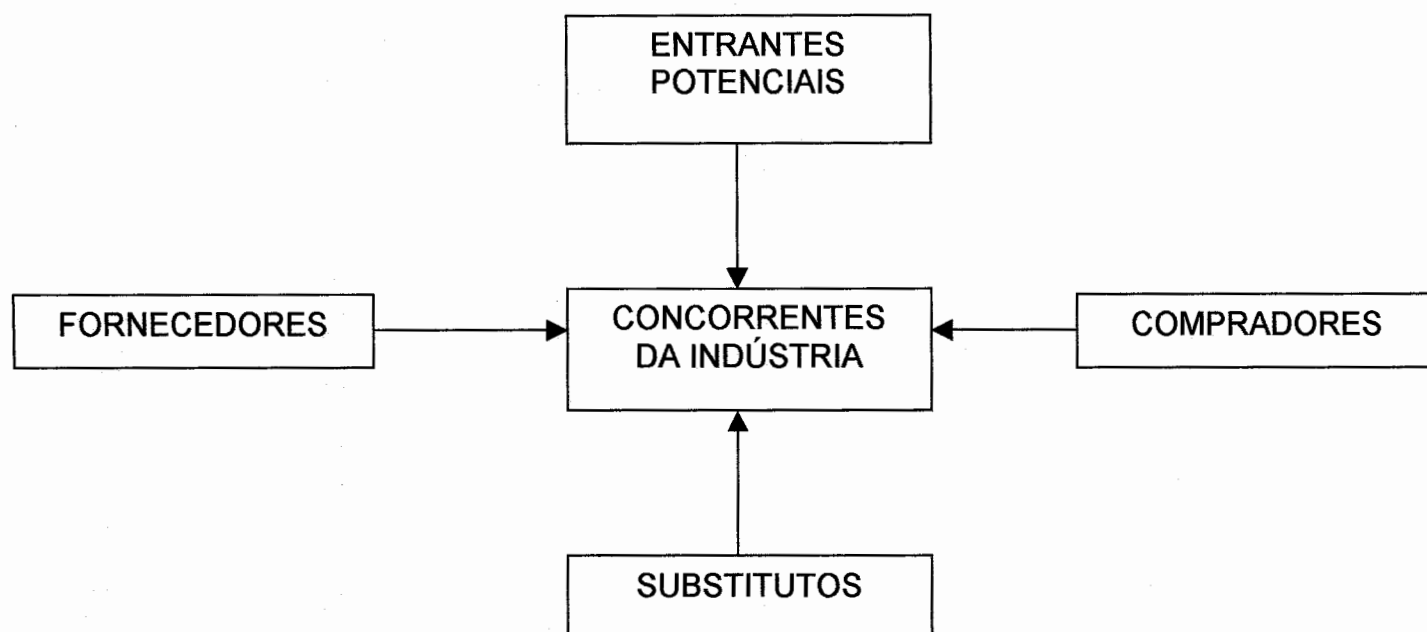 ENTRANTES
POTENCIAIS
FORNECEDORES
CONCORRENTES
DA INDÚSTRIA
COMPRADORES
SUBSTITUTOS